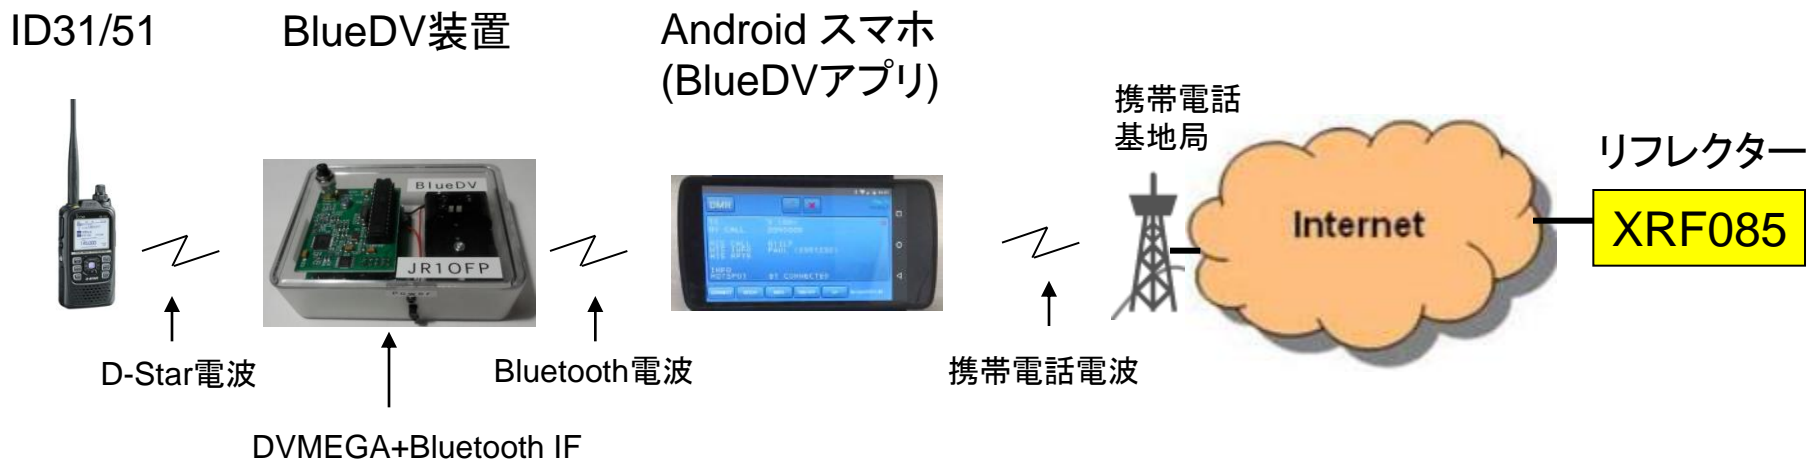 ID31/51
BlueDV装置
Android スマホ
(BlueDVアプリ)
携帯電話
基地局
リフレクター
BlueDV
JR1OFP
Power
DMR
Internet
XRF085
D-Star電波
Bluetooth電波
携帯電話電波
DVMEGA+Bluetooth IF